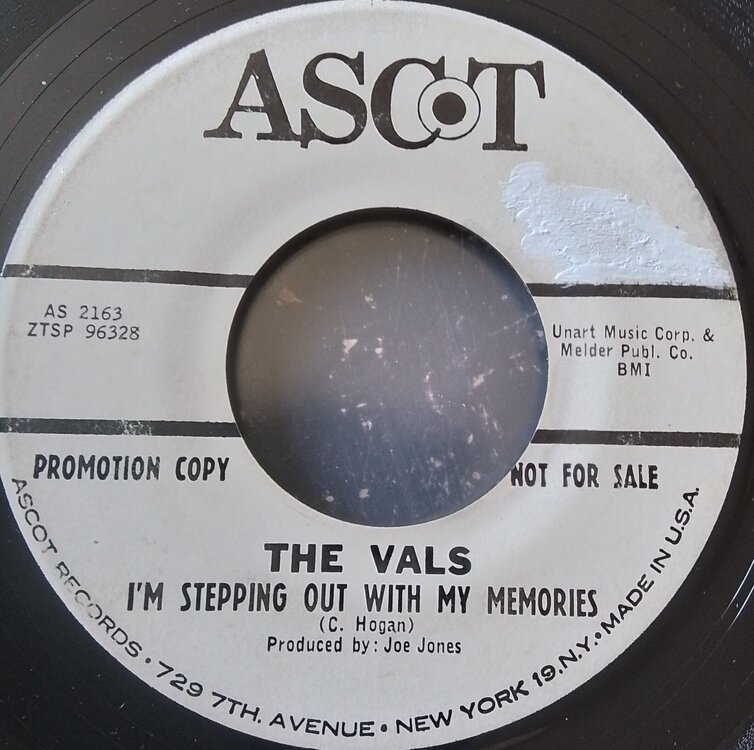 ASCOT
AS 2163
ZTSP 96328
Unart Music Corp. &
Melder Publ. Co.
BMI
PROMOTION COPY
NOT FOR SALE
THE VALS
I'M STEPPING OUT WITH MY MEMORIES
(C. Hogan)
Produced by: Joe Jones
ASCOT RECORDS • 729 7TH. AVENUE • NEW YORK 19, N.Y. • MADE IN U.S.A.